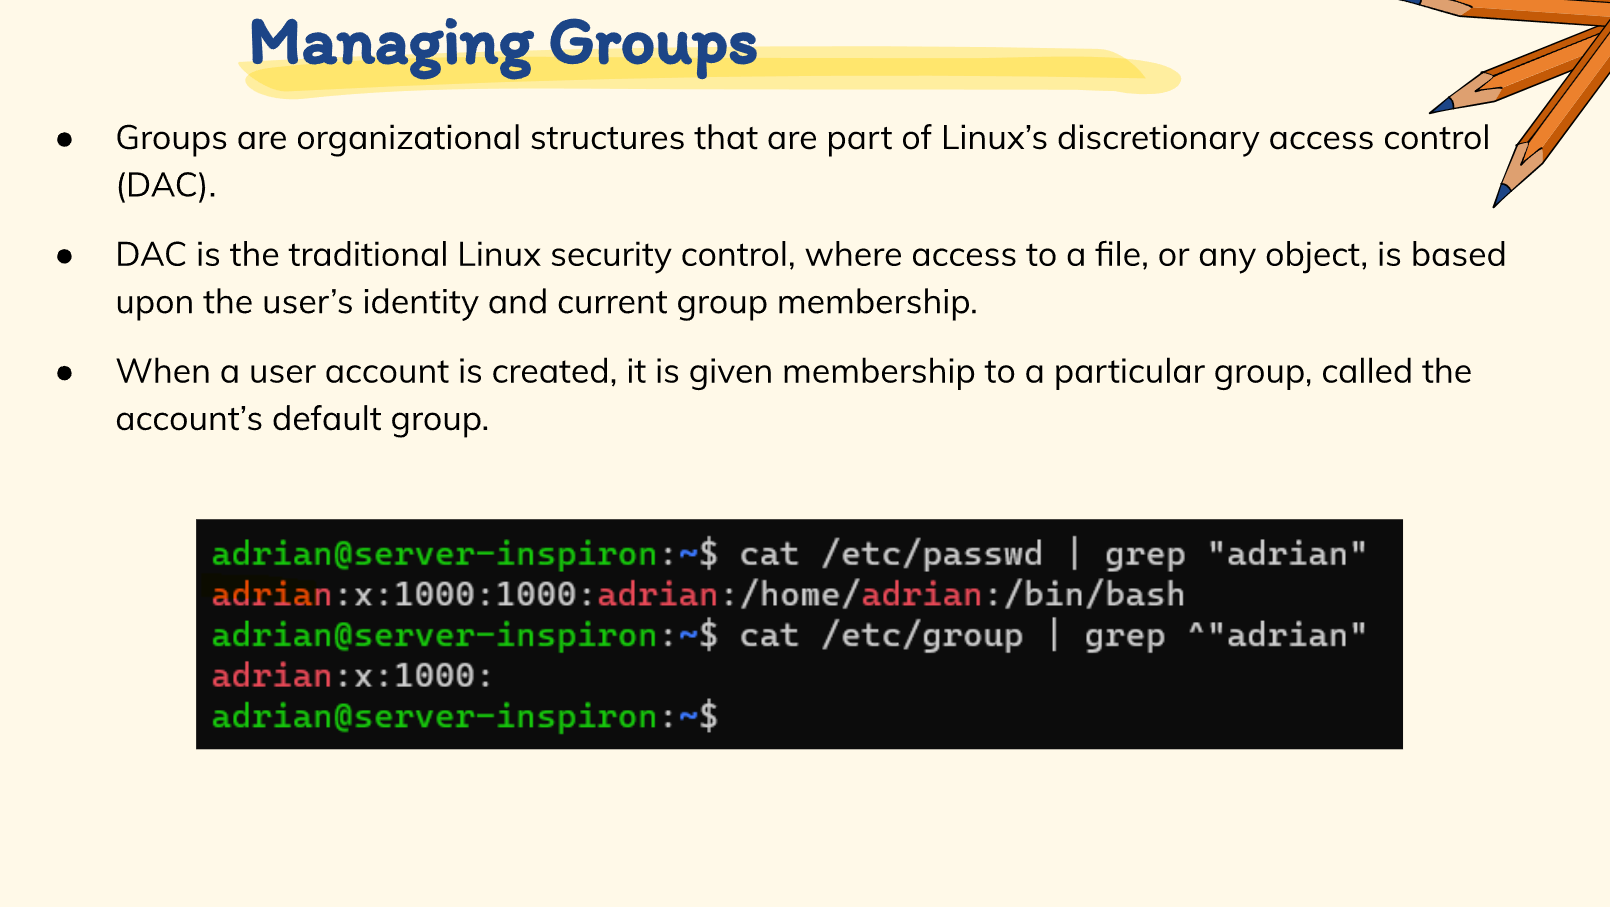 Managing Groups
● Groups are organizational structures that are part of Linux’s discretionary access control
(DAC).
● DAC is the traditional Linux security control, where access to a file, or any object, is based
upon the user’s identity and current group membership.
● When a user account is created, it is given membership to a particular group, called the
account’s default group.
adrian@server-inspiron:~$ cat /etc/passwd | grep "adrian"
adrian:x:1000:1000:adrian:/home/adrian:/bin/bash
adrian@server-inspiron:~$ cat /etc/group | grep ^"adrian"
adrian:x:1000:
adrian@server-inspiron:~$